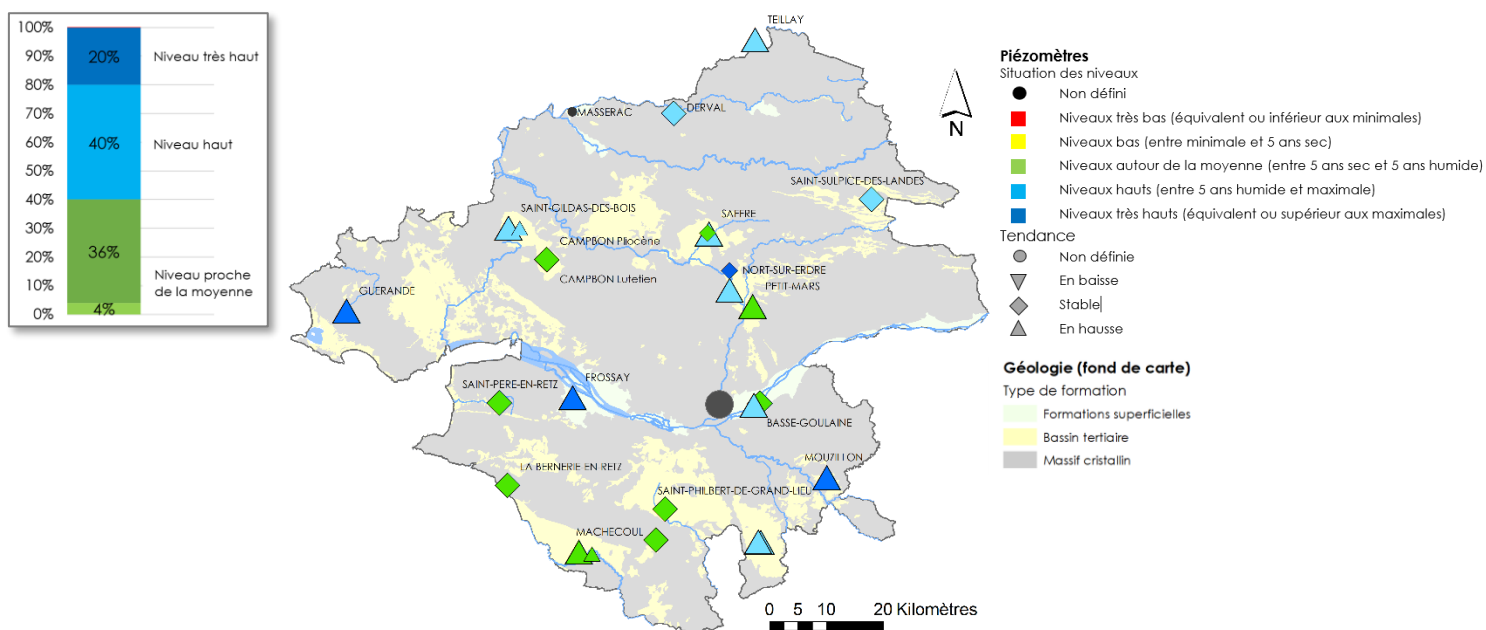 100%
90%
80%
70%
60%
50%
40%
30%
20%
10%
0%
20%
40%
36%
4%
Niveau très haut
Niveau haut
Niveau proche
de la moyenne
TEILLAY
MASSERAC
DERVAL
SAINT-SULPICE-DES-LANDES
SAINT-GILDAS-DES-BOIS
SAFFRE
CAMPBON Pliocène
CAMPBON Lutetien
NORT-SUR-ERDRE
PETIT-MARS
GUERANDE
SAINT-PERE-EN-RETZ
FROSSAY
BASSE-GOULAINE
MOUZILLON
LA BERNERIE EN RETZ
SAINT-PHILBERT-DE-GRAND-LIEU
MACHECOUL
N
0 5 10 20 Kilomètres
Piézomètres
Situation des niveaux
Non défini
Niveaux très bas (équivalent ou inférieur aux minimales)
Niveaux bas (entre minimale et 5 ans sec)
Niveaux autour de la moyenne (entre 5 ans sec et 5 ans humide)
Niveaux hauts (entre 5 ans humide et maximale)
Niveaux très hauts (équivalent ou supérieur aux maximales)
Tendance
Non définie
En baisse
Stable
En hausse
Géologie (fond de carte)
Type de formation
Formations superficielles
Bassin tertiaire
Massif cristallin